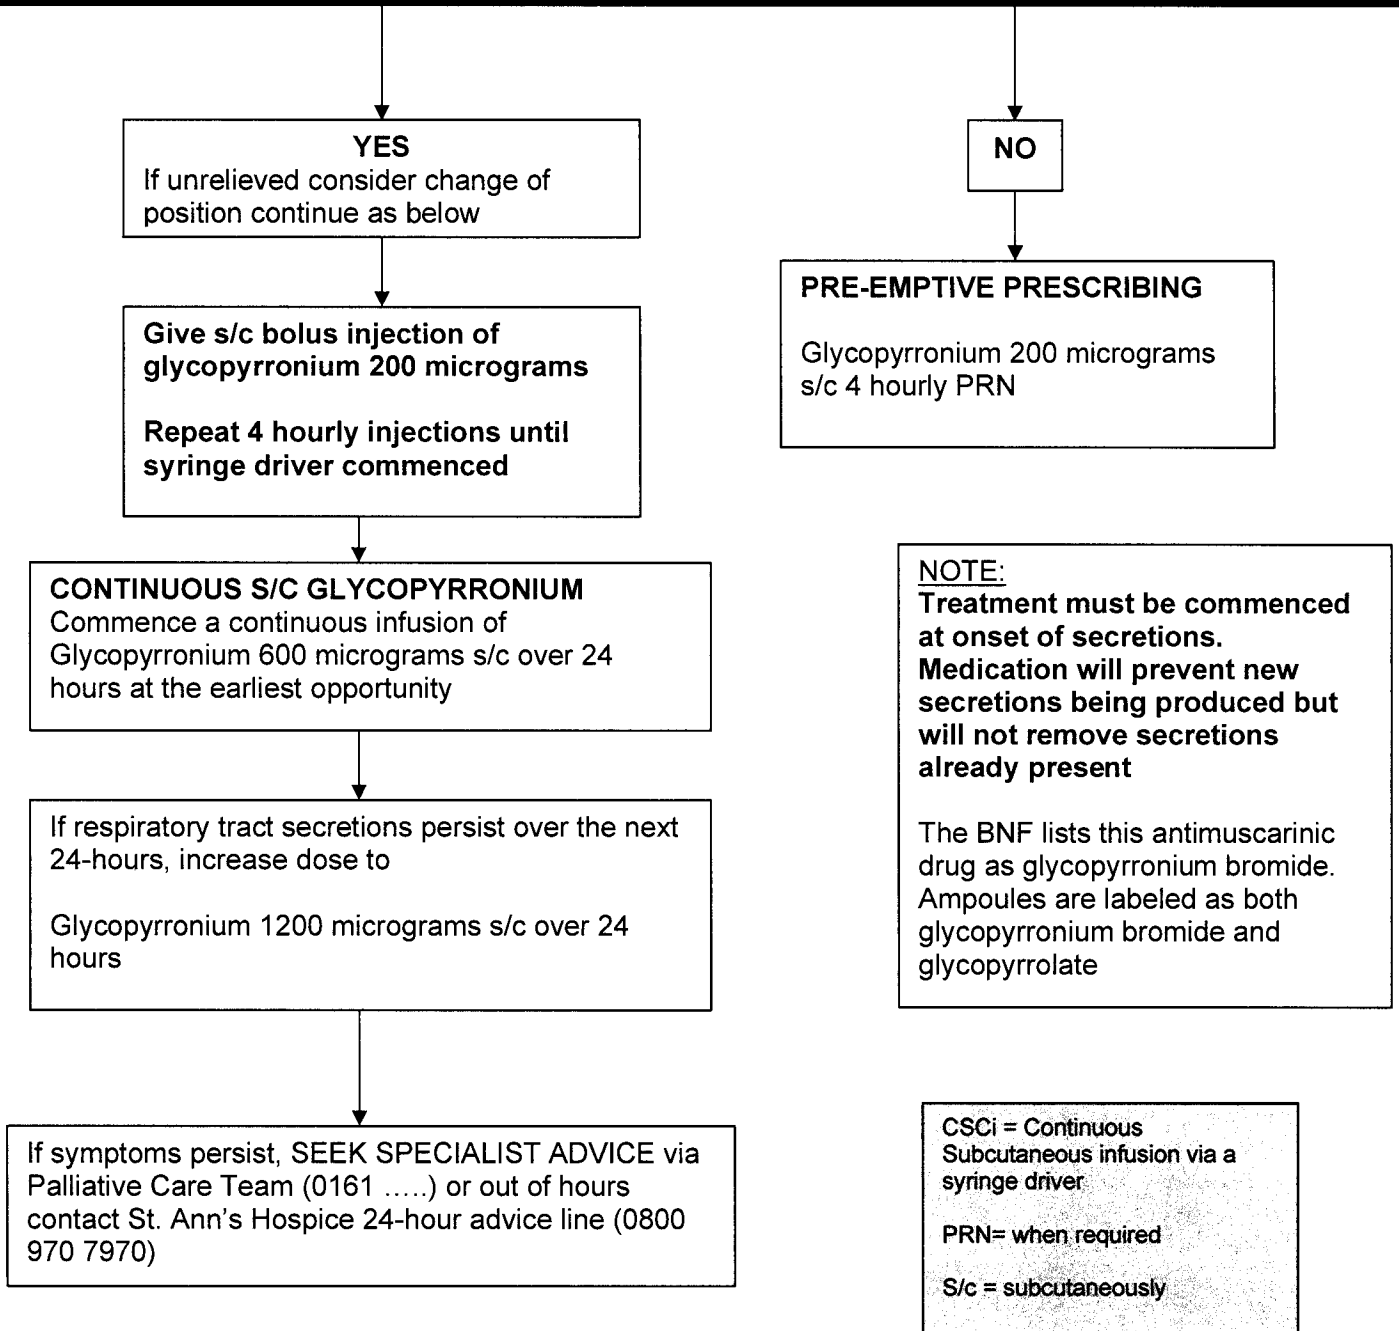 YES
If unrelieved consider change of
position continue as below
Give s/c bolus injection of
glycopyrronium 200 micrograms
Repeat 4 hourly injections until
syringe driver commenced
CONTINUOUS S/C GLYCOPYRRONIUM
Commence a continuous infusion of
Glycopyrronium 600 micrograms s/c over 24
hours at the earliest opportunity
If respiratory tract secretions persist over the next
24-hours, increase dose to
Glycopyrronium 1200 micrograms s/c over 24
hours
If symptoms persist, SEEK SPECIALIST ADVICE via
Palliative Care Team (0161 .....) or out of hours
contact St. Ann's Hospice 24-hour advice line (0800
970 7970)
NO
PRE-EMPTIVE PRESCRIBING
Glycopyrronium 200 micrograms
s/c 4 hourly PRN
NOTE:
Treatment must be commenced
at onset of secretions.
Medication will prevent new
secretions being produced but
will not remove secretions
already present
The BNF lists this antimuscarinic
drug as glycopyrronium bromide.
Ampoules are labeled as both
glycopyrronium bromide and
glycopyrrolate
CSCi = Continuous
Subcutaneous infusion via a
syringe driver
PRN= when required
S/c = subcutaneously